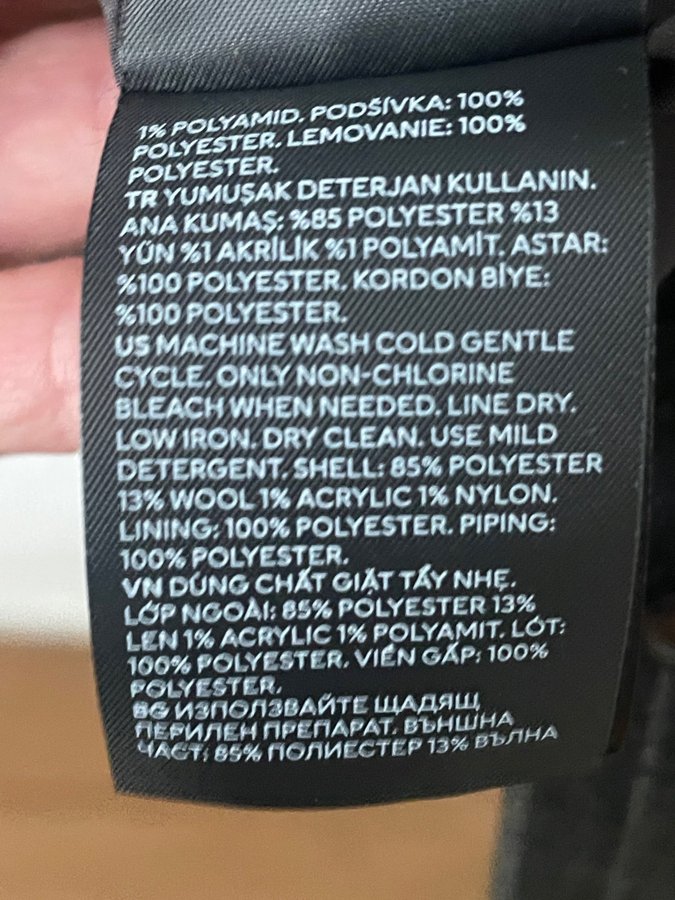 1% POLYAMID. PODŠÍVKA: 100%
POLYESTER. LEMOVANIE: 100%
POLYESTER.
TR YUMUŞAK DETERJAN KULLANIN.
ANA KUMAŞ: %85 POLYESTER %13
YÜN %1 AKRİLİK %1 POLYAMİT. ASTAR:
%100 POLYESTER. KORDON BİYE:
%100 POLYESTER.
US MACHINE WASH COLD GENTLE
CYCLE. ONLY NON-CHLORINE
BLEACH WHEN NEEDED. LINE DRY.
LOW IRON. DRY CLEAN. USE MILD
DETERGENT. SHELL: 85% POLYESTER
13% WOOL 1% ACRYLIC 1% NYLON.
LINING: 100% POLYESTER. PIPING:
100% POLYESTER.
VN DÙNG CHẤT GIẶT TẨY NHẸ.
LỚP NGOÀI: 85% POLYESTER 13%
LEN 1% ACRYLIC 1% POLYAMIT. LÓT:
100% POLYESTER. VIỀN GẤP: 100%
POLYESTER.
BG ИЗПОЛЗВАЙТЕ ЩАДЯЩ
ПЕРИЛЕН ПРЕПАРАТ. ВЪНШНА
ЧАСТ: 85% ПОЛИЕСТЕР 13% ВЪЛНА